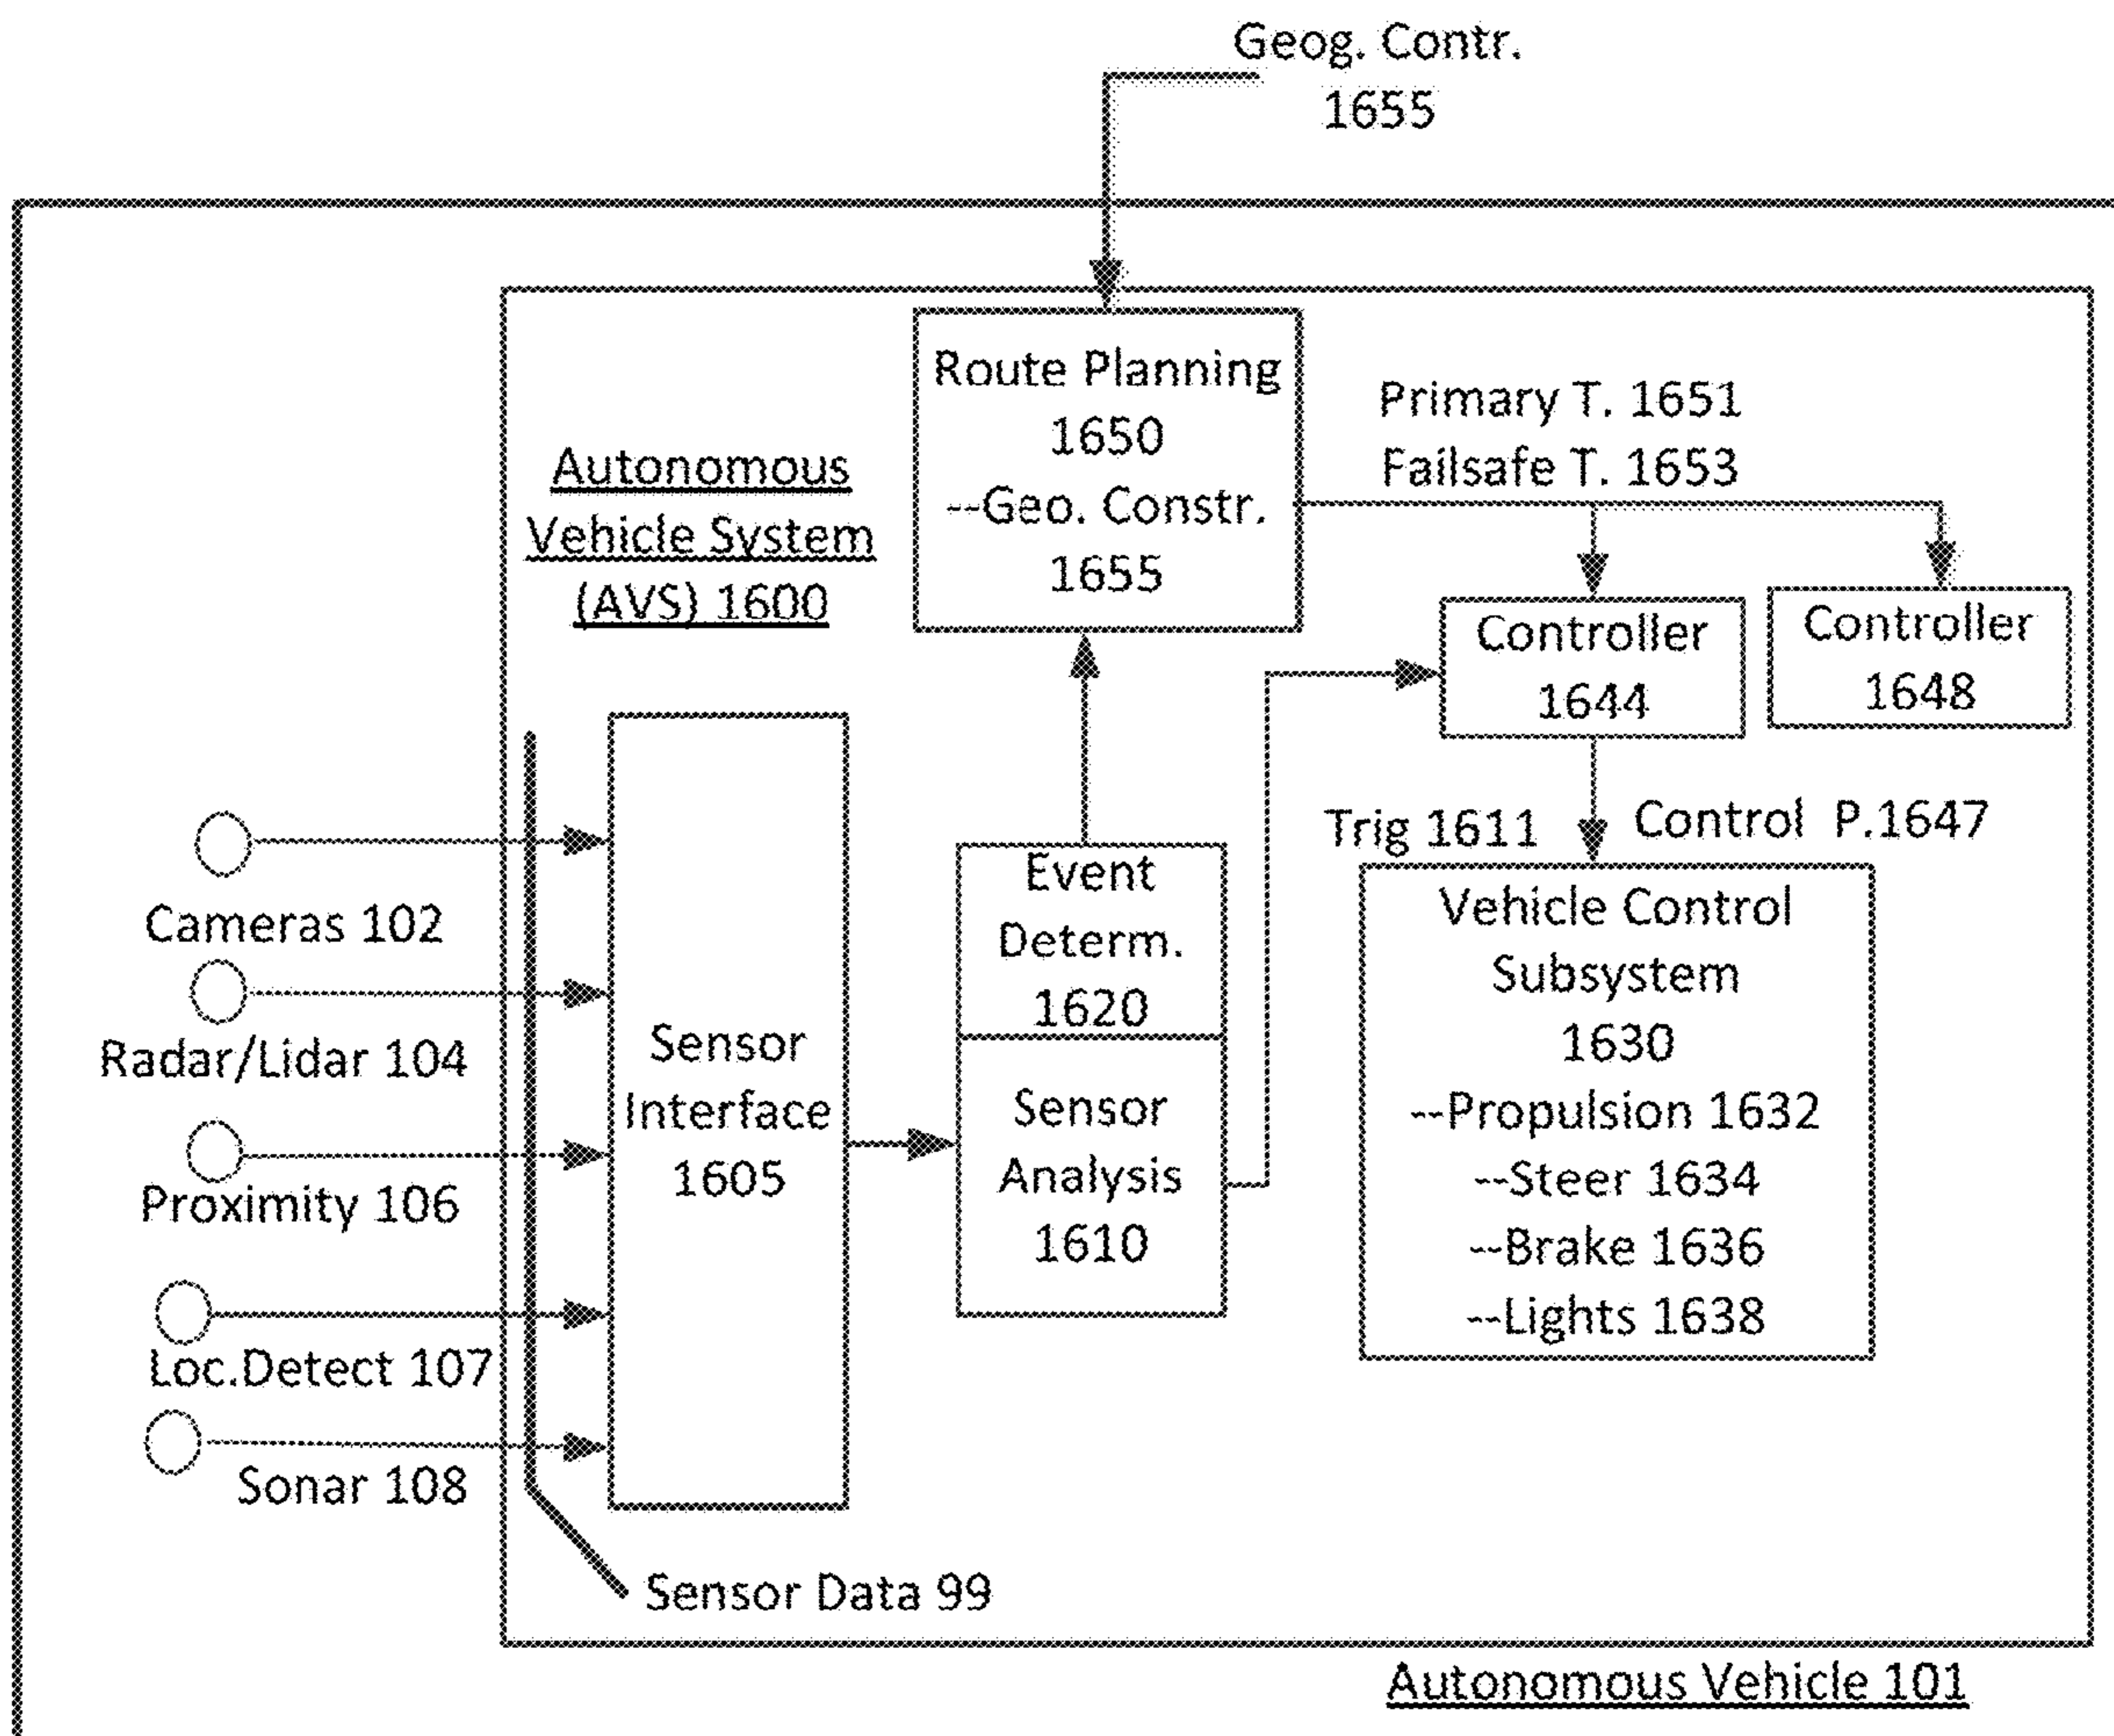 Geog. Contr.
1655
Route Planning
1650
--Geo. Constr.
1655
Primary T. 1651
Failsafe T. 1653
Autonomous
Vehicle System
(AVS) 1600
Controller
1644
Controller
1648
Trig 1611
Control P.1647
Cameras 102
Radar/Lidar 104
Proximity 106
Loc.Detect 107
Sonar 108
Sensor
Interface
1605
Event
Determ.
1620
Sensor
Analysis
1610
Vehicle Control
Subsystem
1630
--Propulsion 1632
--Steer 1634
--Brake 1636
--Lights 1638
Sensor Data 99
Autonomous Vehicle 101